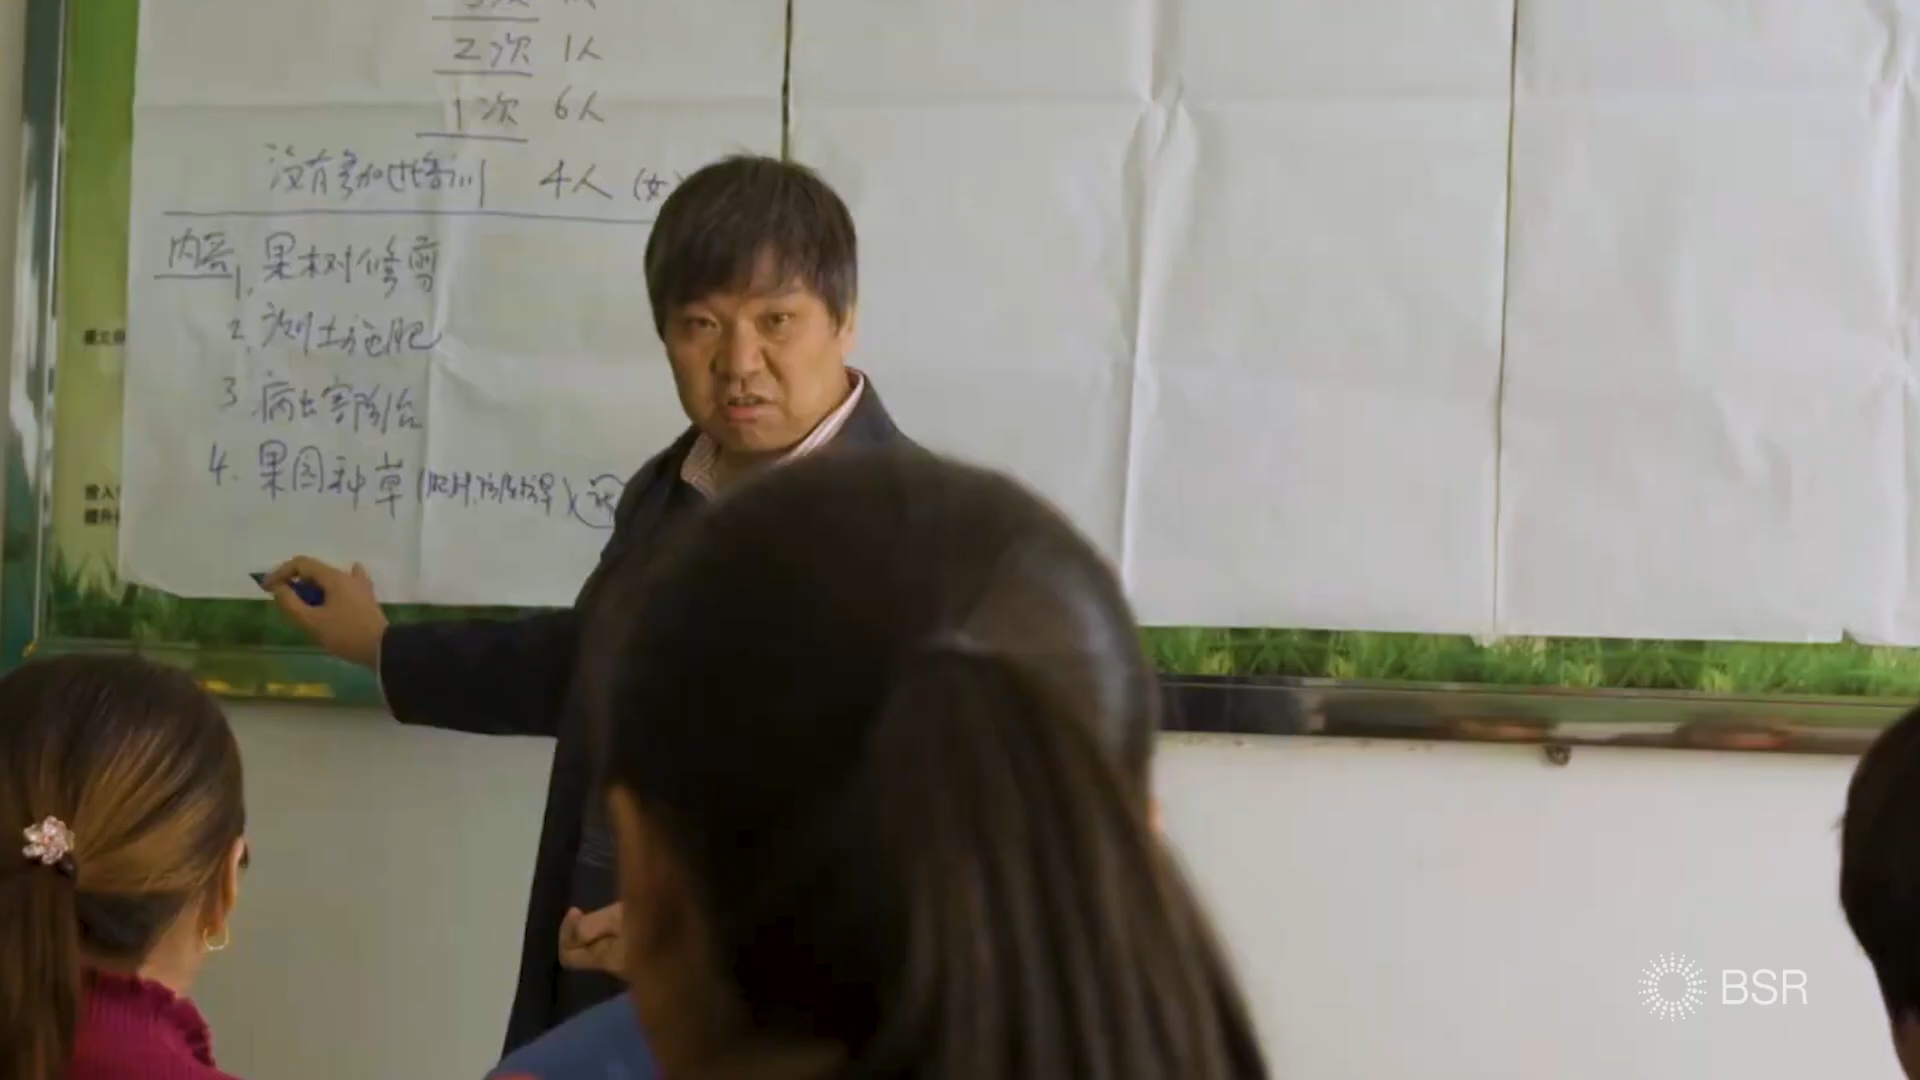 2次 1人
1次 6人
没有参加过培训 4人 (女
内容
1. 果树修剪
2. 测土施肥
3 病虫害防治
4. 果园种草
BSR